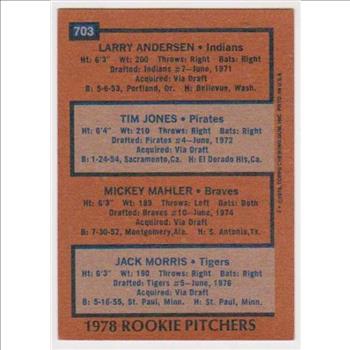 703
LARRY ANDERSEN • Indians
Ht: 6'3" Wt: 200 Throws: Right Bats: Right
Drafted: Indians #7-June, 1971
Acquired: Via Draft
B: 5-6-53, Portland, Or. H: Bellevue, Wash.
TIM JONES • Pirates
Ht: 6'4" Wt: 210 Throws: Right Bats: Right
Drafted: Pirates #4-June, 1972
Acquired: Via Draft
B: 1-24-54, Sacramento, Ca. H: El Dorado Hls, Ca.
MICKEY MAHLER • Braves
Ht: 6'3" Wt: 189 Throws: Left Bats: Both
Drafted: Braves #10-June, 1974
Acquired: Via Draft
B: 7-30-52, Montgomery, Ala. H: S. Antonio, Tx.
JACK MORRIS • Tigers
Ht: 6'3" Wt: 190 Throws: Right Bats: Right
Drafted: Tigers #5-June, 1976
Acquired: Via Draft
B: 5-16-55, St. Paul, Minn. H: St. Paul, Minn.
1978 ROOKIE PITCHERS
TOPPS CHEWING GUM, INC. PRTD. IN U.S.A.